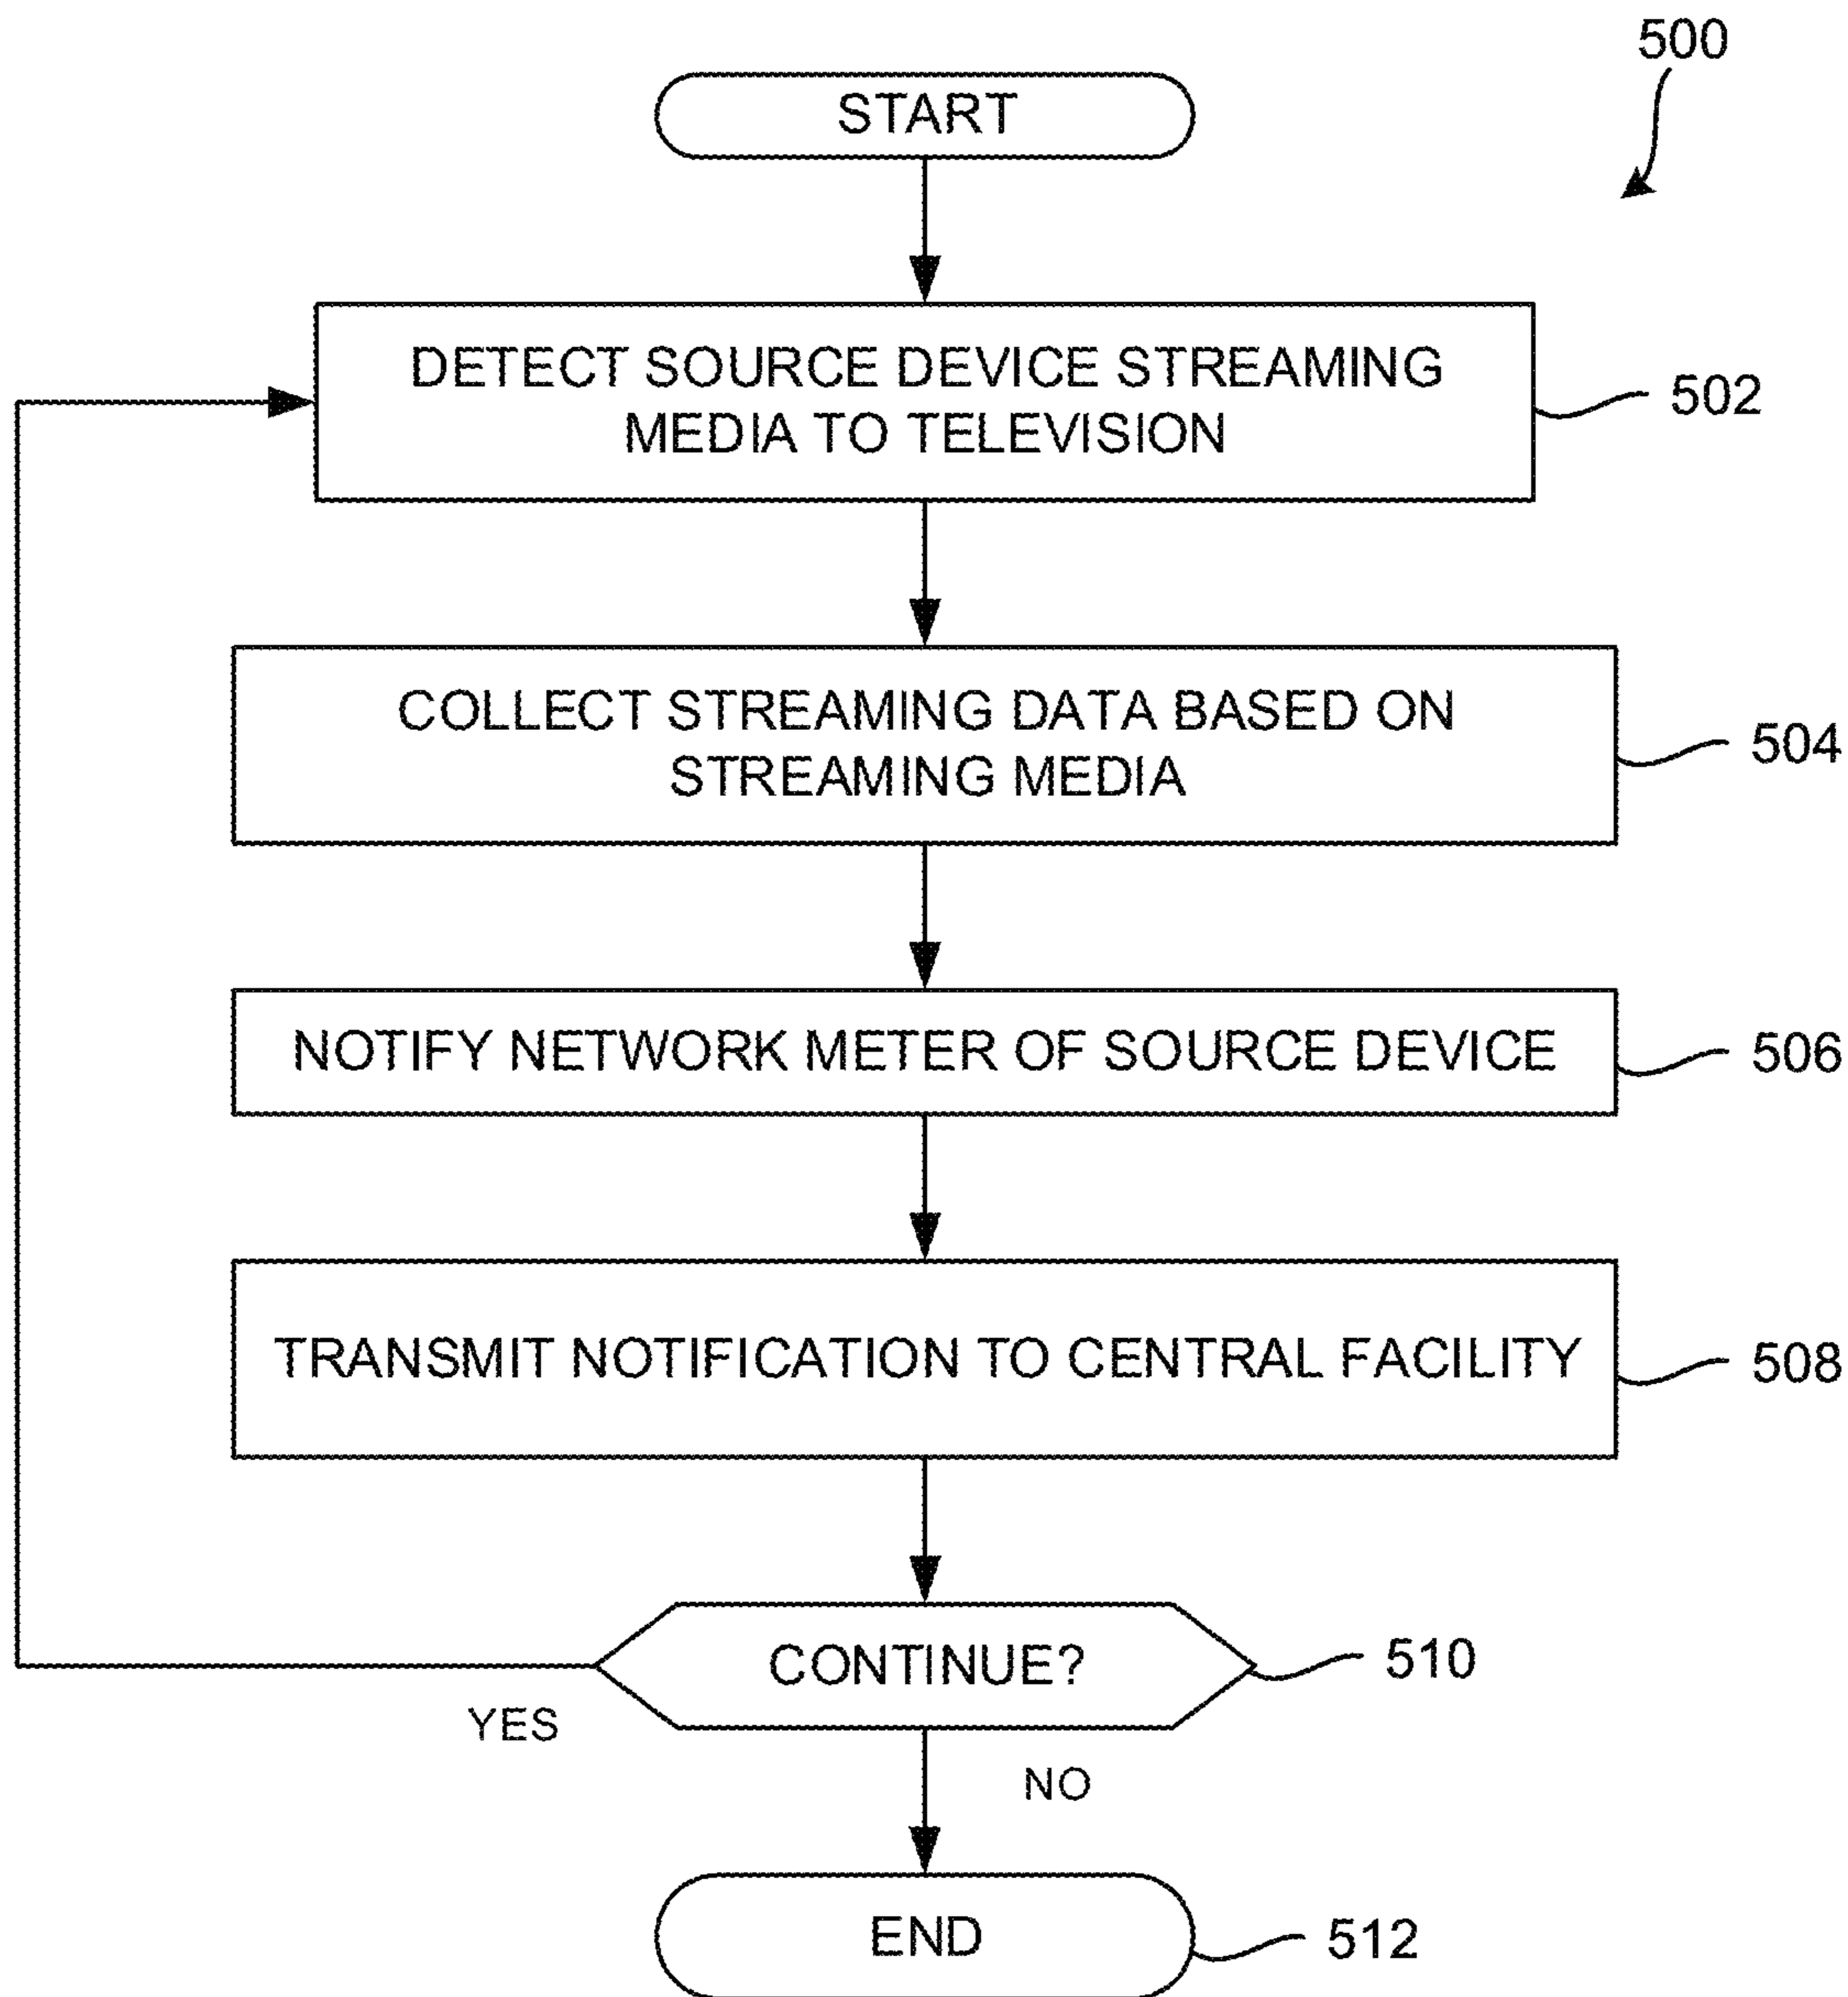 500
START
DETECT SOURCE DEVICE STREAMING
MEDIA TO TELEVISION
502
COLLECT STREAMING DATA BASED ON
STREAMING MEDIA
504
NOTIFY NETWORK METER OF SOURCE DEVICE
506
TRANSMIT NOTIFICATION TO CENTRAL FACILITY
508
CONTINUE?
510
YES
NO
END
512